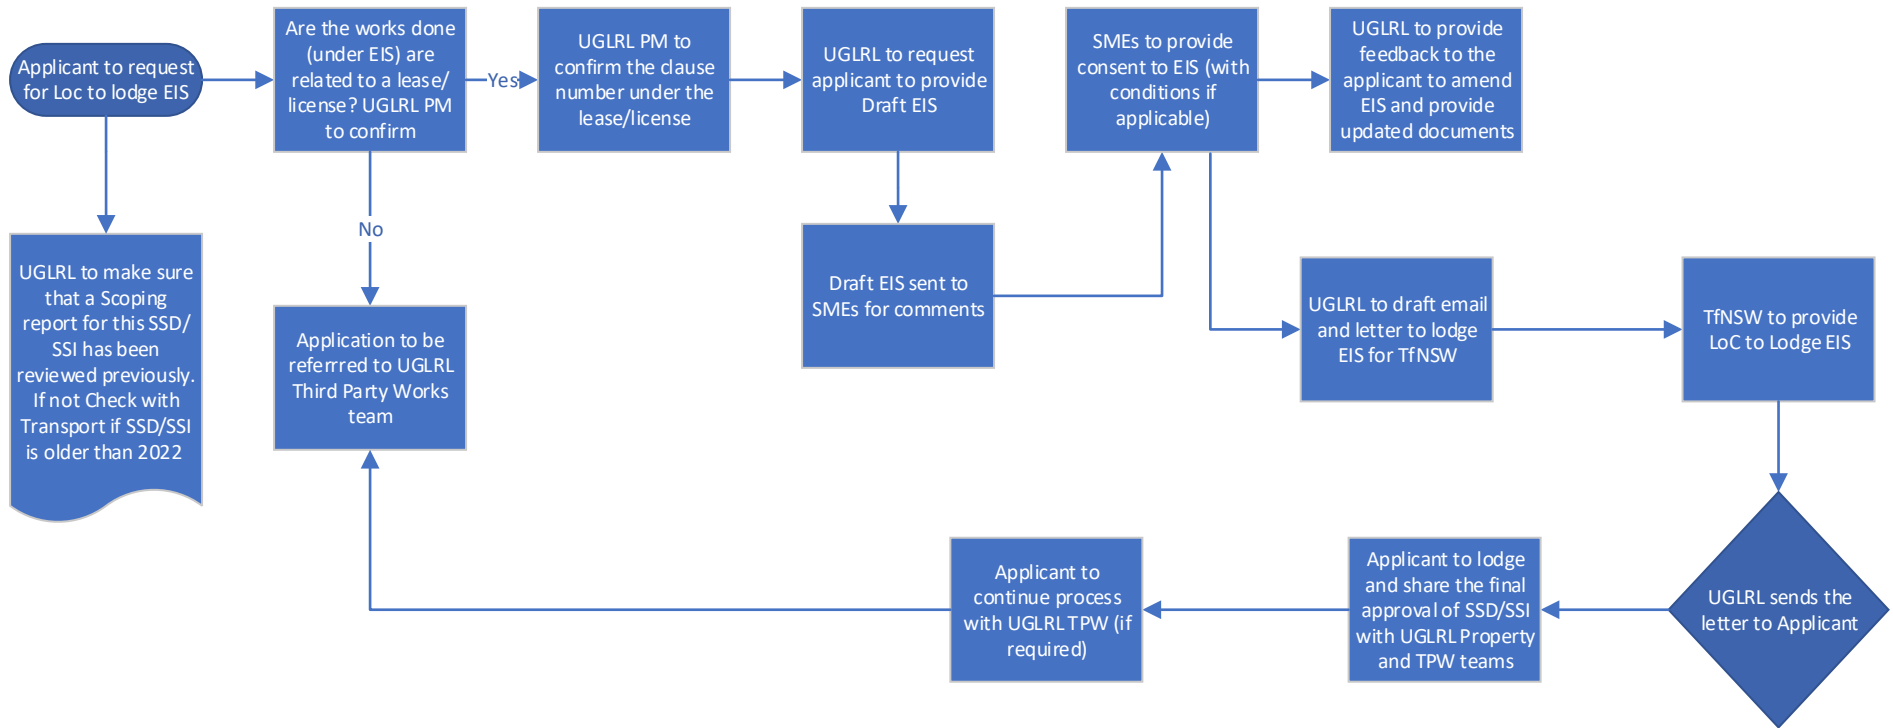 Applicant to request
for Loc to lodge EIS
UGLRL to make sure
that a Scoping
report for this SSD/
SSI has been
reviewed previously.
If not Check with
Transport if SSD/SSI
is older than 2022
Are the works done
(under EIS) are
related to a lease/
license? UGLRL PM
to confirm
Yes
No
Application to be
referrred to UGLRL
Third Party Works
team
UGLRL PM to
confirm the clause
number under the
lease/license
UGLRL to request
applicant to provide
Draft EIS
Draft EIS sent to
SMEs for comments
SMEs to provide
consent to EIS (with
conditions if
applicable)
UGLRL to provide
feedback to the
applicant to amend
EIS and provide
updated documents
UGLRL to draft email
and letter to lodge
EIS for TfNSW
TfNSW to provide
LoC to Lodge EIS
UGLRL sends the
letter to Applicant
Applicant to lodge
and share the final
approval of SSD/SSI
with UGLRL Property
and TPW teams
Applicant to
continue process
with UGLRL TPW (if
required)